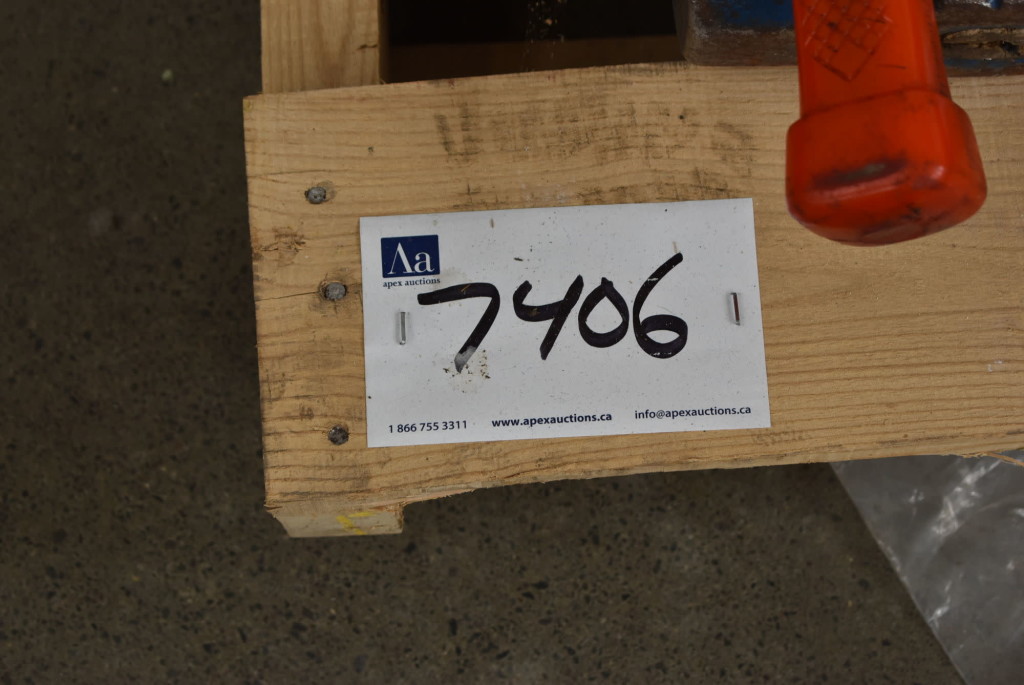 Aa
apex auctions
7406
1 866 755 3311 www.apexauctions.ca info@apexauctions.ca